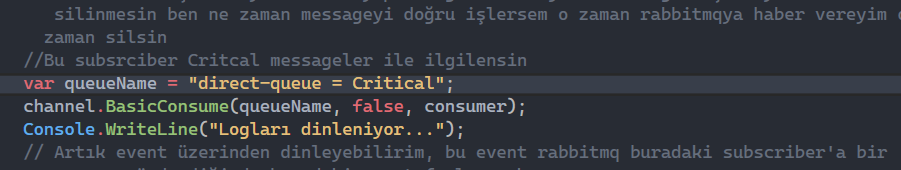 silinmesin ben ne zaman messageyi doğru işlersem o zaman rabbitmqya haber vereyim
zaman silsin
//Bu subsrciber Critcal messageler ile ilgilensin
var queueName = "direct-queue = Critical";
channel.BasicConsume(queueName, false, consumer);
Console.WriteLine("Logları dinleniyor...");
// Artık event üzerinden dinleyebilirim, bu event rabbitmq buradaki subscriber'a bir